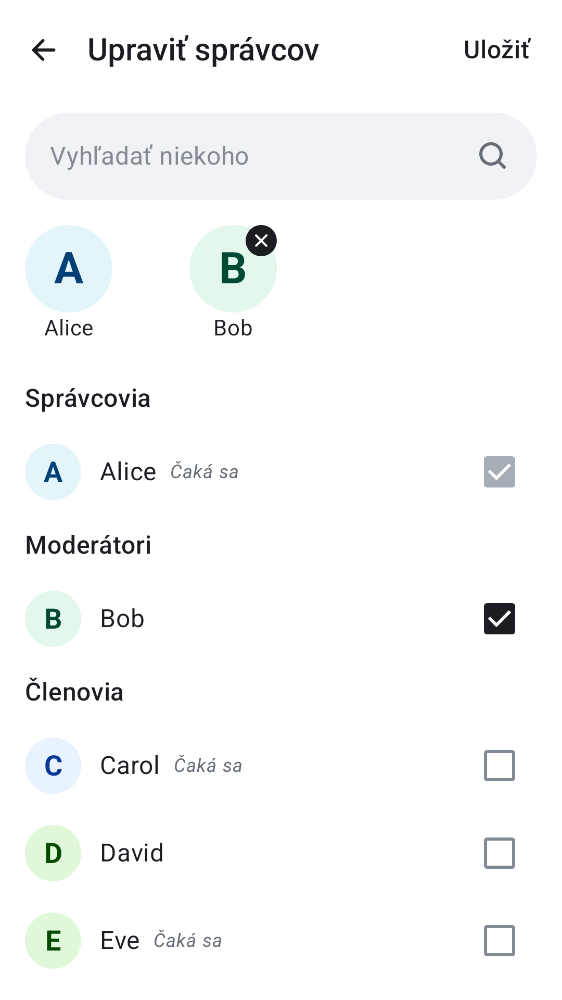 Upraviť správcov
Uložiť
Vyhľadať niekoho
A
B
Alice
Bob
Správcovia
A Alice Čaká sa
Moderátori
B Bob
Členovia
C Carol Čaká sa
D David
E Eve Čaká sa